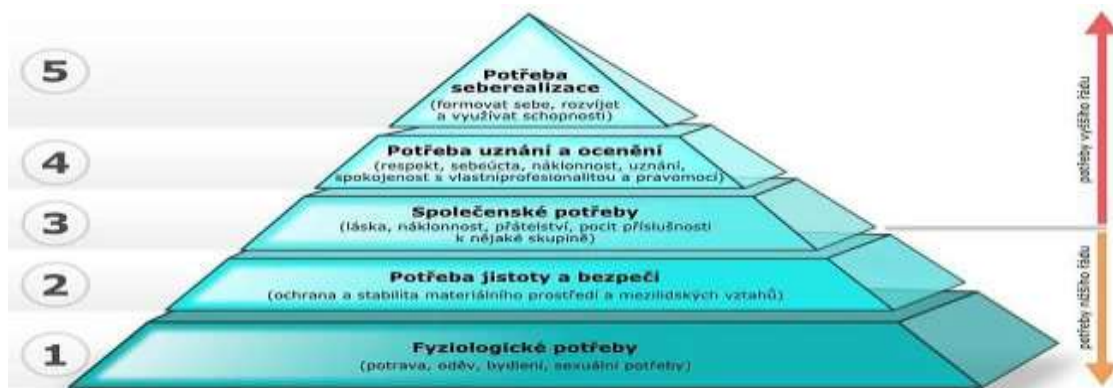 5
Potřeba
seberealizace
(formovat sebe, rozvíjet
a využívat schopnosti)
4
Potřeba uznání a ocenění
(respekt, sebeúcta, náklonnost, uznání,
spokojenost s vlastníprofesionalitou a pravomocí)
3
Společenské potřeby
(láska, náklonnost, přátelství, pocit příslušnosti
k nějaké skupině)
2
Potřeba jistoty a bezpečí
(ochrana a stabilita materiálního prostředí a mezilidských vztahů)
1
Fyziologické potřeby
(potrava, oděv, bydlení, sexuální potřeby)
potřeby vyššího řádu
potřeby nižšího řádu